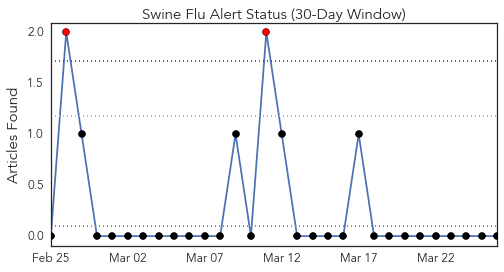 Swine Flu Alert Status (30-Day Window)
Articles Found
2.0
1.5
1.0
0.5
0.0
Feb 25 Mar 02 Mar 07 Mar 12 Mar 17 Mar 22